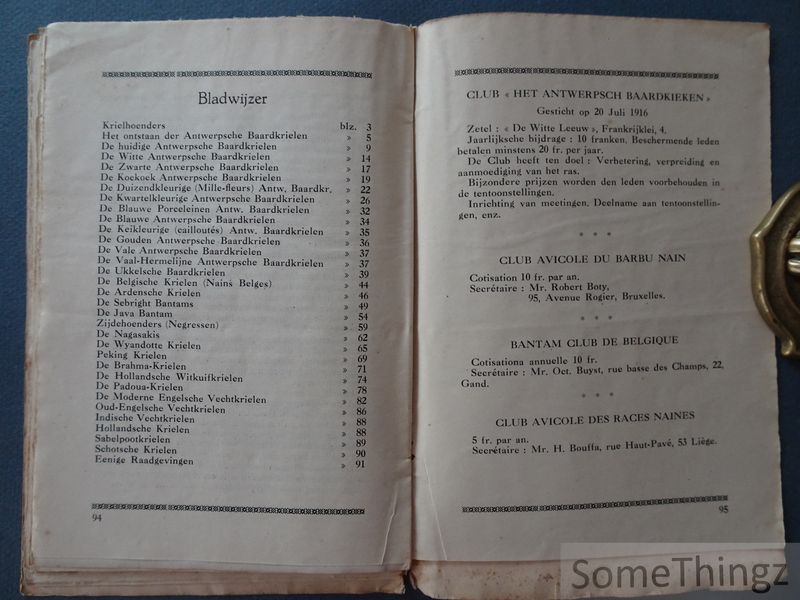 Bladwijzer
Krielhoenders blz. 3
Het ontstaan der Antwerpsche Baardkrielen » 5
De huidige Antwerpsche Baardkrielen » 9
De Witte Antwerpsche Baardkrielen » 14
De Zwarte Antwerpsche Baardkrielen » 17
De Koekoek Antwerpsche Baardkrielen » 19
De Duizendkleurige (Mille-fleurs) Antw, Baardkr, » 22
De Kwartelkleurige Antwerpsche Baardkrielen » 26
De Blauwe Porceleinen Antw. Baardkrielen » 32
De Blauwe Antwerpsche Baardkrielen » 34
De Keikleurige (cailloutés) Antw. Baardkrielen » 35
De Gouden Antwerpsche Baardkrielen » 36
De Vale Antwerpsche Baardkrielen » 37
De Vaal-Hermelijne Antwerpsche Baardkrielen » 37
De Ukkelsche Baardkrielen » 39
De Belgische Krielen (Nains Belges) » 44
De Ardensche Krielen » 46
De Sebright Bantams » 49
De Java Bantam » 54
Zijdehoenders (Negressen) » 59
De Nagasakis » 62
De Wyandotte Krielen » 65
Peking Krielen » 69
De Brahma-Krielen » 71
De Hollandsche Witkuifkrielen » 74
De Padoua-Krielen » 78
De Moderne Engelsche Vechtkrielen » 82
Oud-Engelsche Vechtkrielen » 86
Indische Vechtkrielen » 88
Hollandsche Krielen » 88
Sabelpootkrielen » 89
Schotsche Krielen » 90
Eenige Raadgevingen » 91
94
CLUB « HET ANTWERPSCH BAARDKIEKEN »
Gesticht op 20 Juli 1916
Zetel : « De Witte Leeuw », Frankrijklei, 4.
Jaarlijksche bijdrage : 10 franken. Beschermende leden
betalen minstens 20 fr. per jaar.
De Club heeft ten doel : Verbetering, verpreiding en
aanmoediging van het ras.
Bijzondere prijzen worden den leden voorbehouden in
de tentoonstellingen.
Inrichting van meetingen. Deelname aan tentoonstellin-
gen, enz.
* * *
CLUB AVICOLE DU BARBU NAIN
Cotisation 10 fr. par an.
Secrétaire : Mr. Robert Boty,
95, Avenue Rogier, Bruxelles.
* * *
BANTAM CLUB DE BELGIQUE
Cotisationa annuelle 10 fr.
Secrétaire : Mr. Oct. Buyst, rue basse des Champs, 22,
Gand.
* * *
CLUB AVICOLE DES RACES NAINES
5 fr. par an.
Secrétaire : Mr. H. Bouffa, rue Haut-Pavé, 53 Liège.
95
SomeThingz